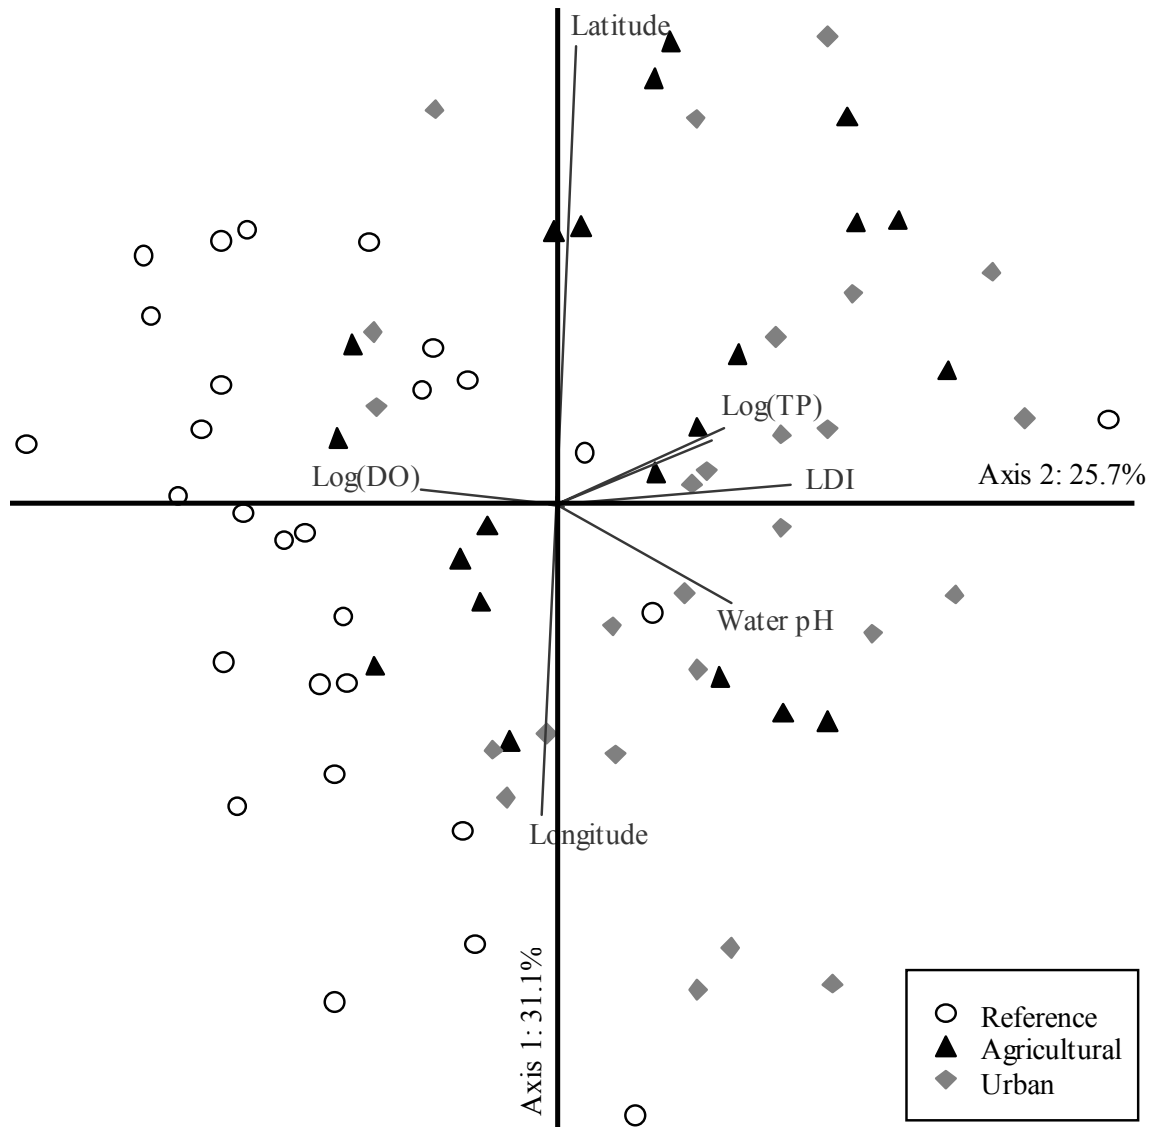 Latitude
Log(TP)
Log(DO)
LDI
Axis 2: 25.7%
Water pH
Longitude
Axis 1: 31.1%
Reference
Agricultural
Urban